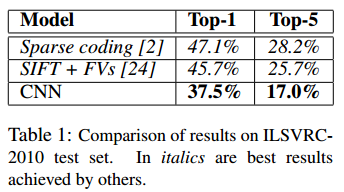 Model Top-1 Top-5
Sparse coding [2] 47.1% 28.2%
SIFT + FVs [24] 45.7% 25.7%
CNN 37.5% 17.0%
Table 1: Comparison of results on ILSVRC-
2010 test set. In italics are best results
achieved by others.